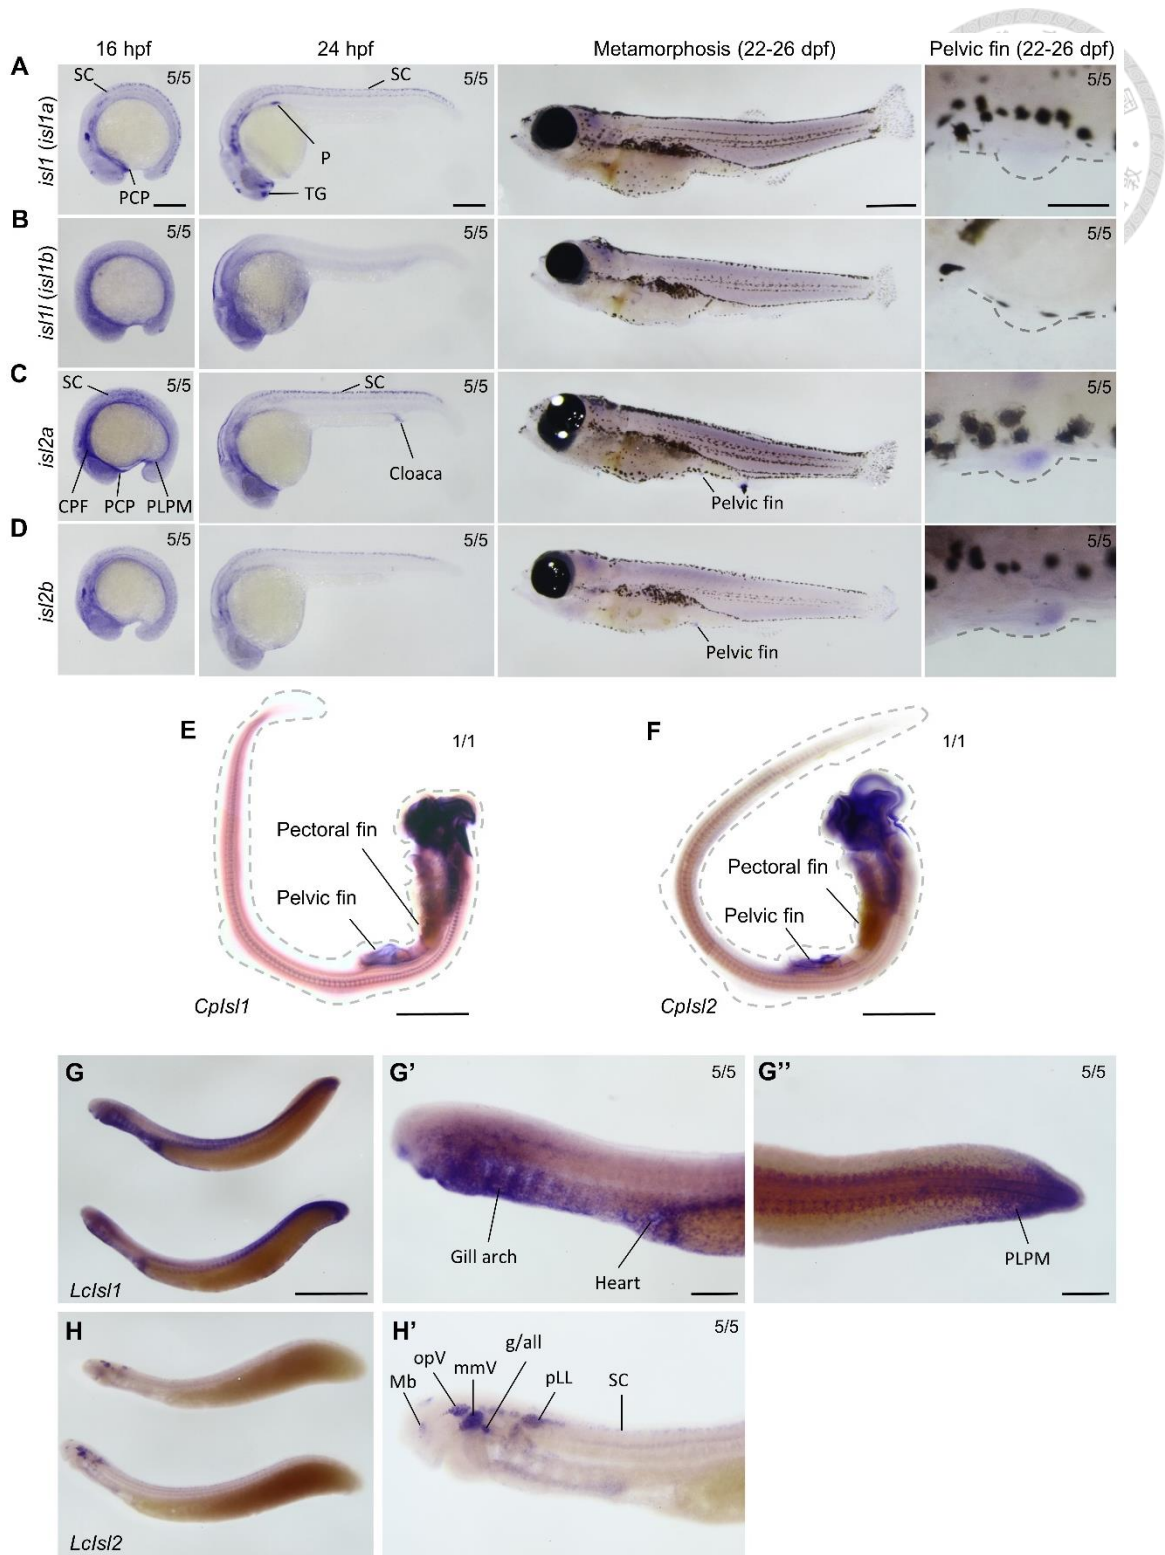 16 hpf
24 hpf
Metamorphosis (22-26 dpf)
Pelvic fin (22-26 dpf)
A
isl1 (isl1a)
SC
5/5
PCP
SC
5/5
P
TG
5/5
B
isl1l (isl1b)
5/5
5/5
5/5
C
isl2a
SC
5/5
CPF
PCP
PLPM
SC
5/5
Cloaca
Pelvic fin
5/5
D
isl2b
5/5
5/5
Pelvic fin
5/5
E
1/1
Pectoral fin
Pelvic fin
CpIsl1
F
1/1
Pectoral fin
Pelvic fin
CpIsl2
G
LcIsl1
G’
5/5
Gill arch
Heart
G’’
5/5
PLPM
H
LcIsl2
H’
5/5
g/all
opV
mmV
Mb
pLL
SC